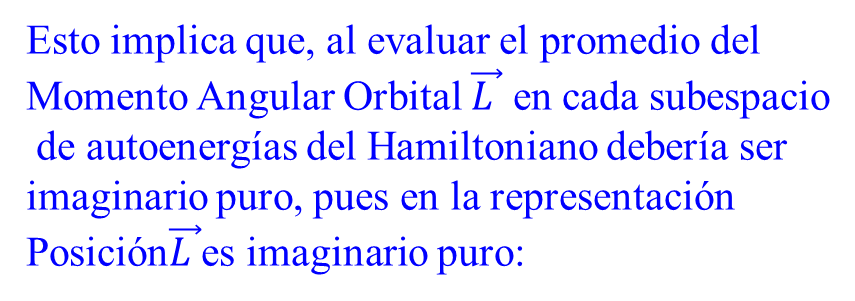 Esto implica que, al evaluar el promedio del
Momento Angular Orbital $\overrightarrow{L}$ en cada subespacio
de autoenergías del Hamiltoniano debería ser
imaginario puro, pues en la representación
Posición$\overrightarrow{L}$ es imaginario puro: